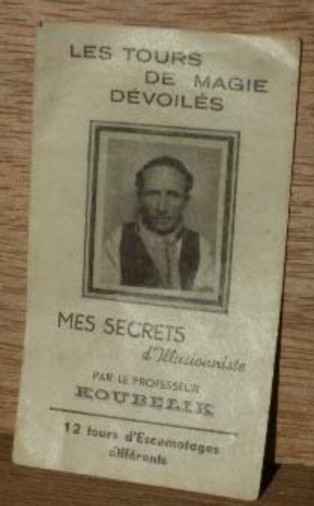 LES TOURS
DE MAGIE
DÉVOILÉS
MES SECRETS
d'Illusionniste
PAR LE PROFESSEUR
KOUBELIK
12 tours d'Escamotages
différents